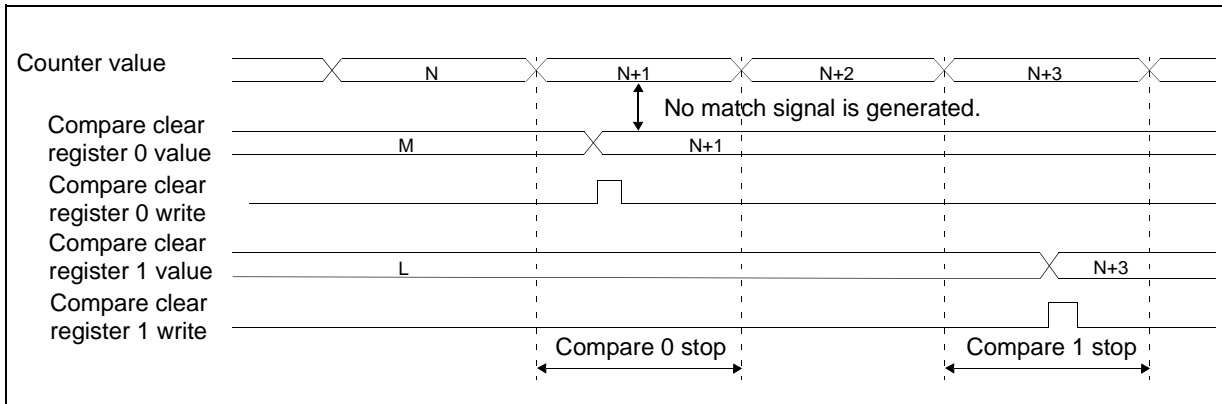 Counter value
N
N+1
N+2
N+3
No match signal is generated.
Compare clear
register 0 value
M
N+1
Compare clear
register 0 write
Compare clear
register 1 value
L
N+3
Compare clear
register 1 write
Compare 0 stop
Compare 1 stop